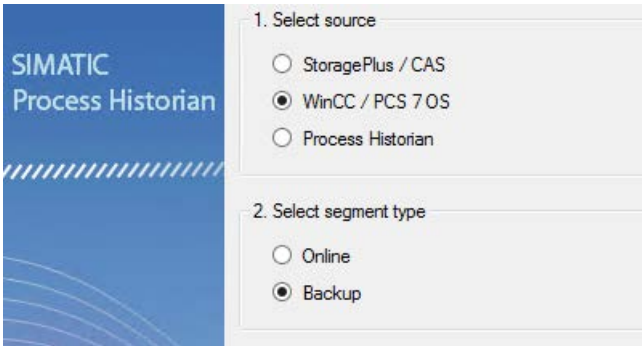 SIMATIC
Process Historian
1. Select source
StoragePlus / CAS
WinCC / PCS 7 OS
Process Historian
2. Select segment type
Online
Backup